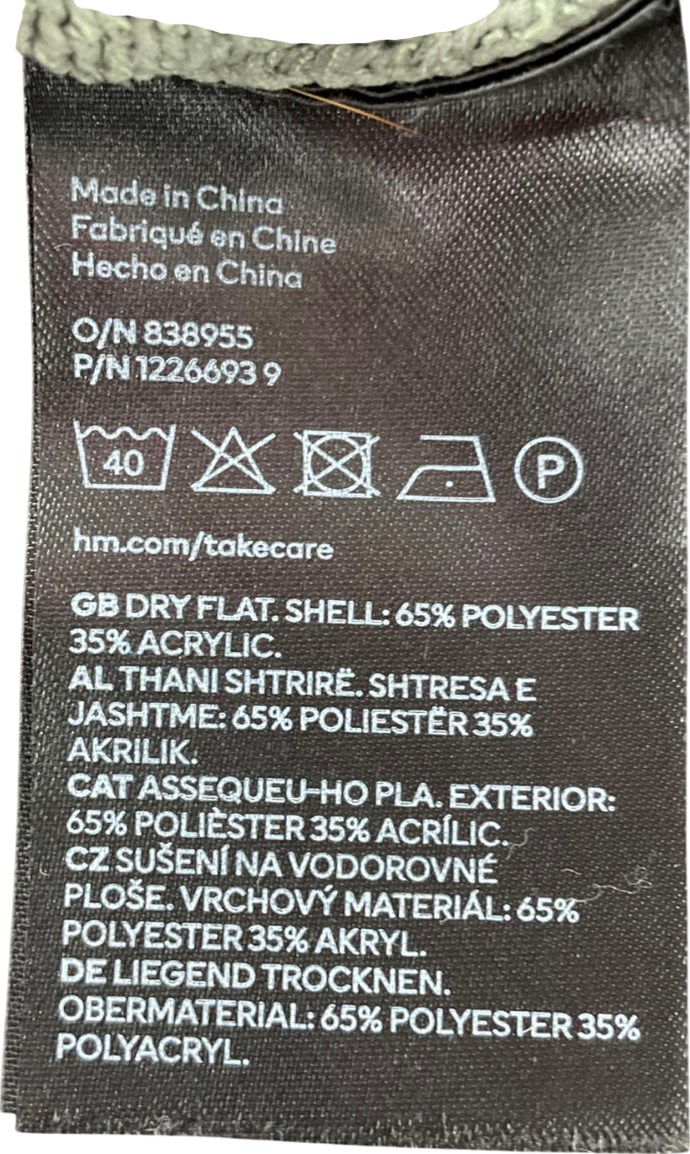 Made in China
Fabriqué en Chine
Hecho en China
O/N 838955
P/N 1226693 9
40 P
hm.com/takecare
GB DRY FLAT. SHELL: 65% POLYESTER
35% ACRYLIC.
AL THANI SHTRIRË. SHTRESA E
JASHTME: 65% POLIESTËR 35%
AKRILIK.
CAT ASSEQUEU-HO PLA. EXTERIOR:
65% POLIÈSTER 35% ACRÍLIC.
CZ SUŠENÍ NA VODOROVNÉ
PLOŠE. VRCHOVÝ MATERIÁL: 65%
POLYESTER 35% AKRYL.
DE LIEGEND TROCKNEN.
OBERMATERIAL: 65% POLYESTER 35%
POLYACRYL.